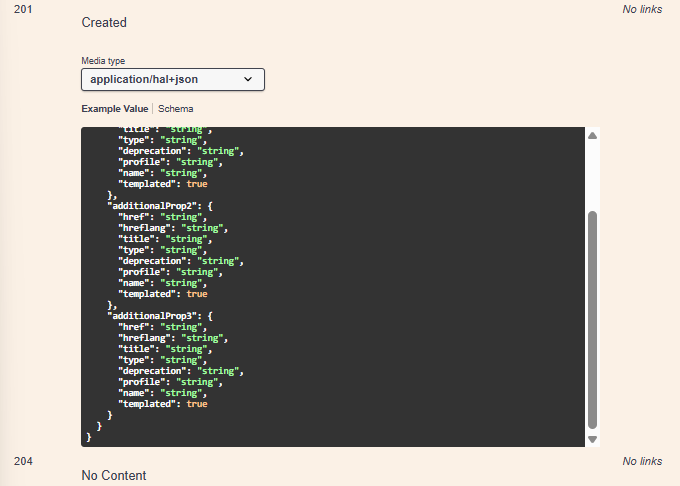 201 No links
Created
Media type
application/hal+json
Example Value Schema
"title": "string",
"type": "string",
"deprecation": "string",
"profile": "string",
"name": "string",
"templated": true
},
"additionalProp2": {
"href": "string",
"hreflang": "string",
"title": "string",
"type": "string",
"deprecation": "string",
"profile": "string",
"name": "string",
"templated": true
},
"additionalProp3": {
"href": "string",
"hreflang": "string",
"title": "string",
"type": "string",
"deprecation": "string",
"profile": "string",
"name": "string",
"templated": true
}
}
}
204 No links
No Content